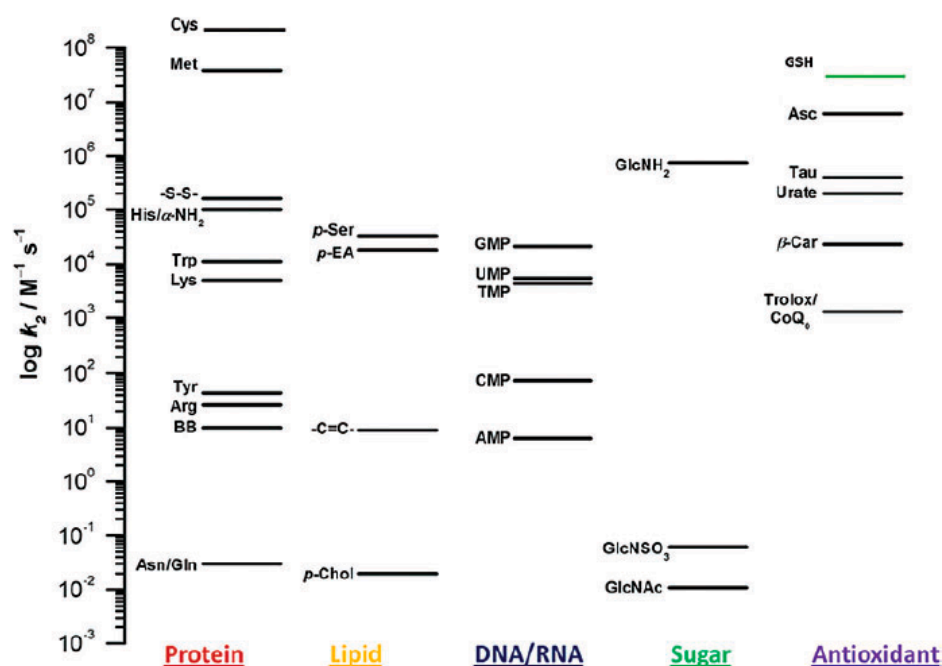 log k₂ / M⁻¹ s⁻¹
10⁸
10⁷
10⁶
10⁵
10⁴
10³
10²
10¹
10⁰
10⁻¹
10⁻²
10⁻³
Cys
Met
-S-S-
His/α-NH₂
Trp
Lys
Tyr
Arg
BB
Asn/Gln
Protein
p-Ser
p-EA
-C=C-
p-Chol
Lipid
GMP
UMP
TMP
CMP
AMP
DNA/RNA
GlcNH₂
GlcNSO₃
GlcNAc
Sugar
GSH
Asc
Tau
Urate
β-Car
Trolox/
CoQ₀
Antioxidant